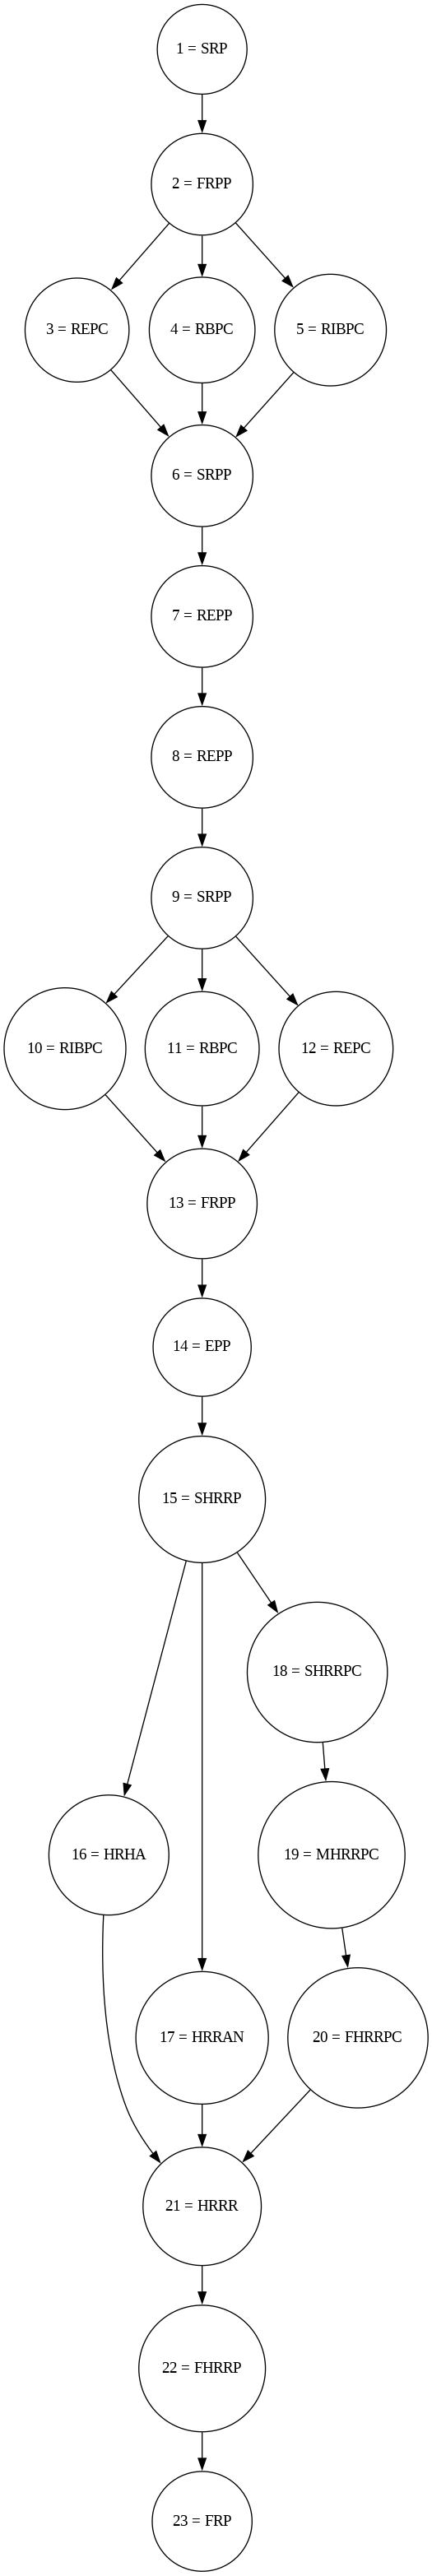 1 = SRP
2 = FRPP
3 = REPC
4 = RBPC
5 = RIBPC
6 = SRPP
7 = REPP
8 = REPP
9 = SRPP
10 = RIBPC
11 = RBPC
12 = REPC
13 = FRPP
14 = EPP
15 = SHRRP
18 = SHRRPC
16 = HRHA
19 = MHRRPC
17 = HRRAN
20 = FHRRPC
21 = HRRR
22 = FHRRP
23 = FRP